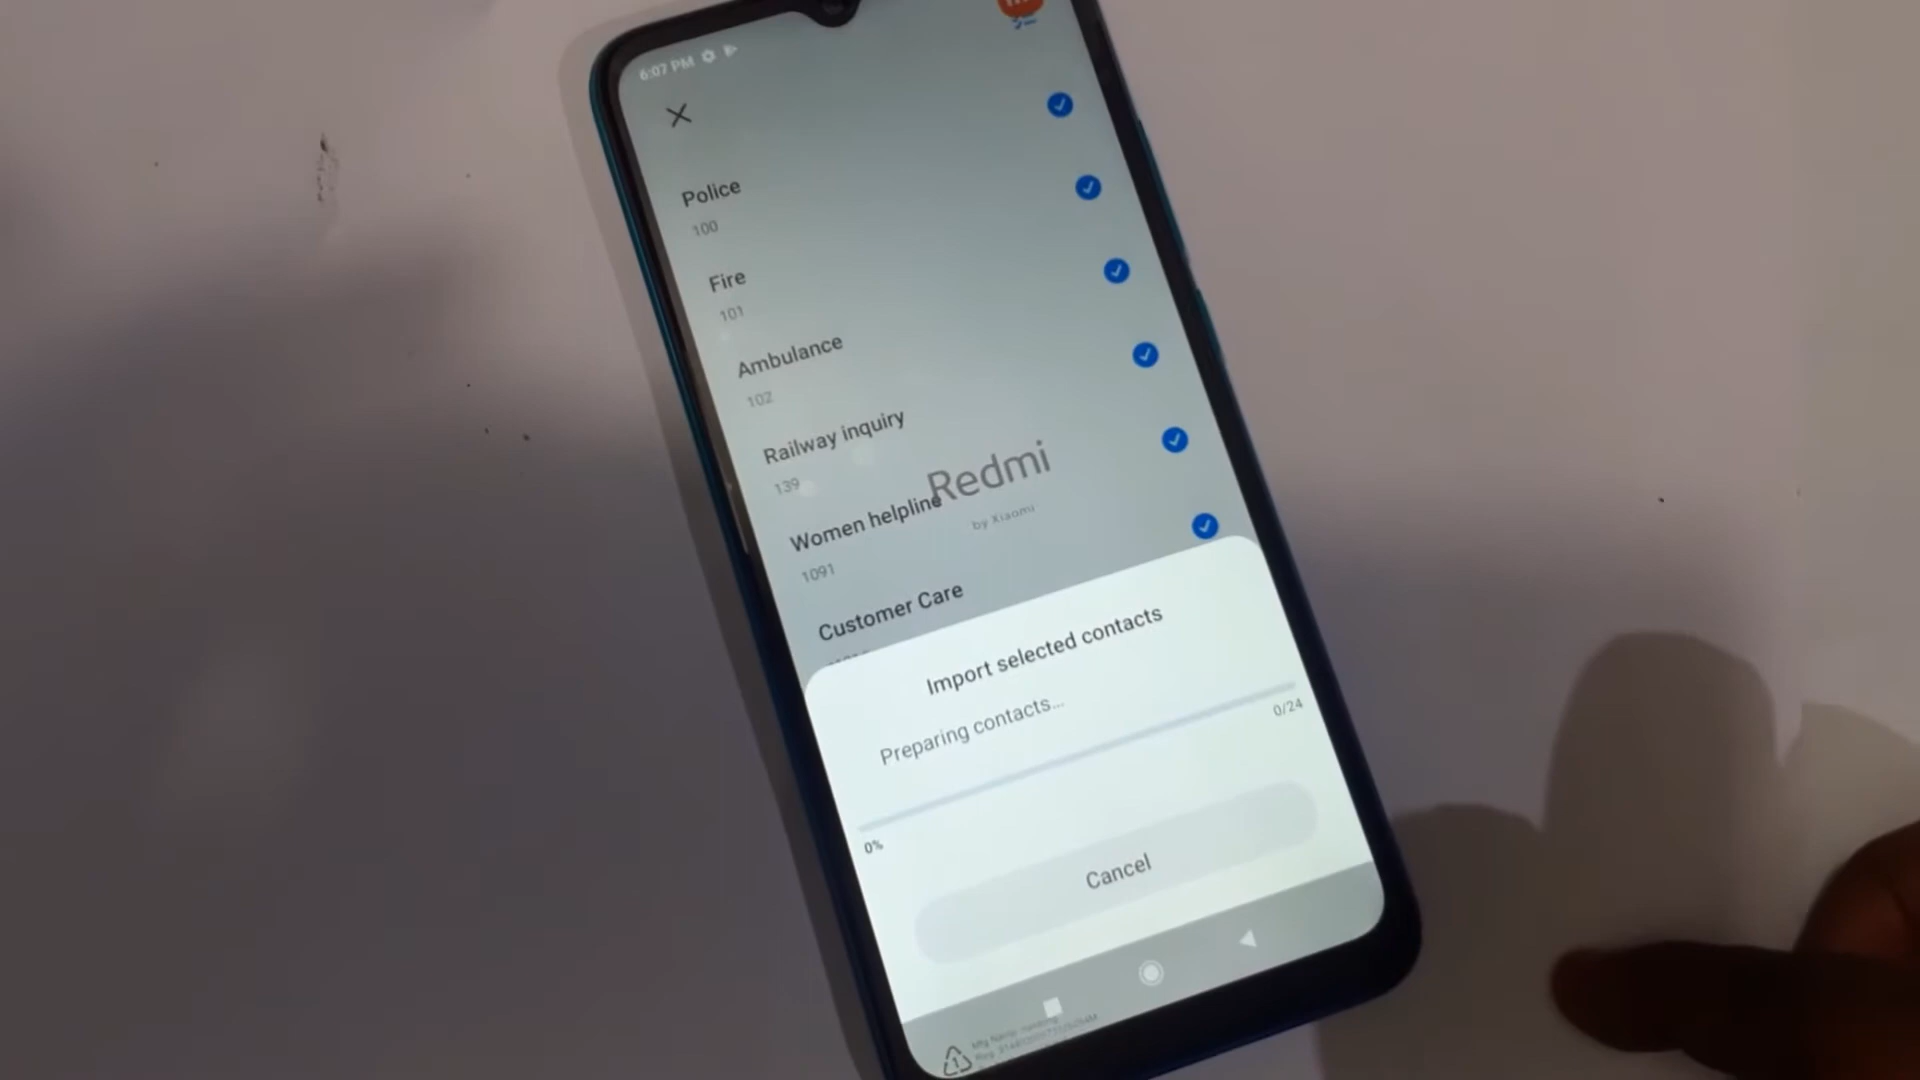 6:07 PM
Police
100
Fire
101
Ambulance
102
Railway inquiry
139
Redmi
by Xiaomi
Women helpline
1091
Customer Care
Import selected contacts
Preparing contacts...
0/24
0%
Cancel